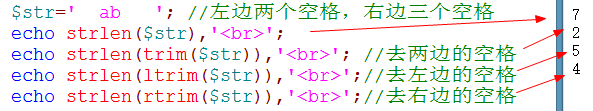 $str='  ab   '; //左边两个空格，右边三个空格
echo strlen($str),'<br>';
echo strlen(trim($str)),'<br>'; //去两边的空格
echo strlen(ltrim($str)),'<br>';//去左边的空格
echo strlen(rtrim($str)),'<br>';//去右边的空格
7
2
5
4